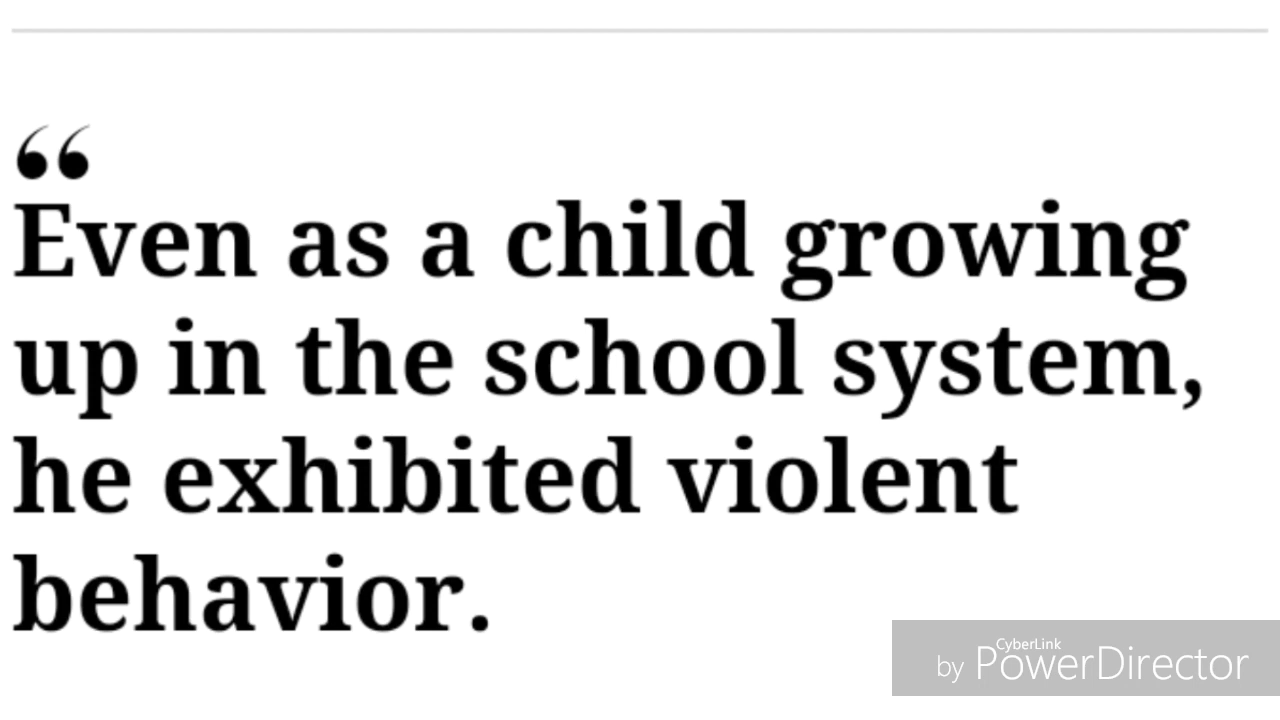 “
Even as a child growing
up in the school system,
he exhibited violent
behavior.
CyberLink
by PowerDirector